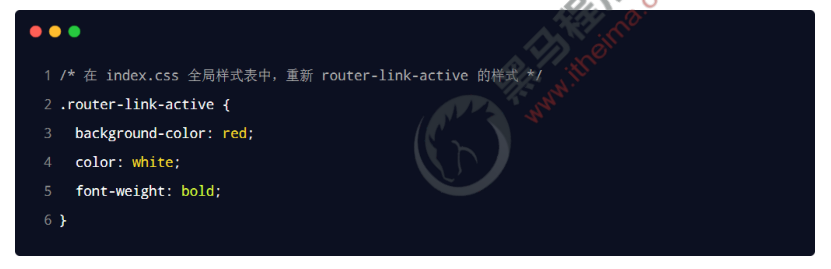 1 /* 在 index.css 全局样式表中，重新 router-link-active 的样式 */
2 .router-link-active {
3   background-color: red;
4   color: white;
5   font-weight: bold;
6 }
黑马程
www.itheima.co